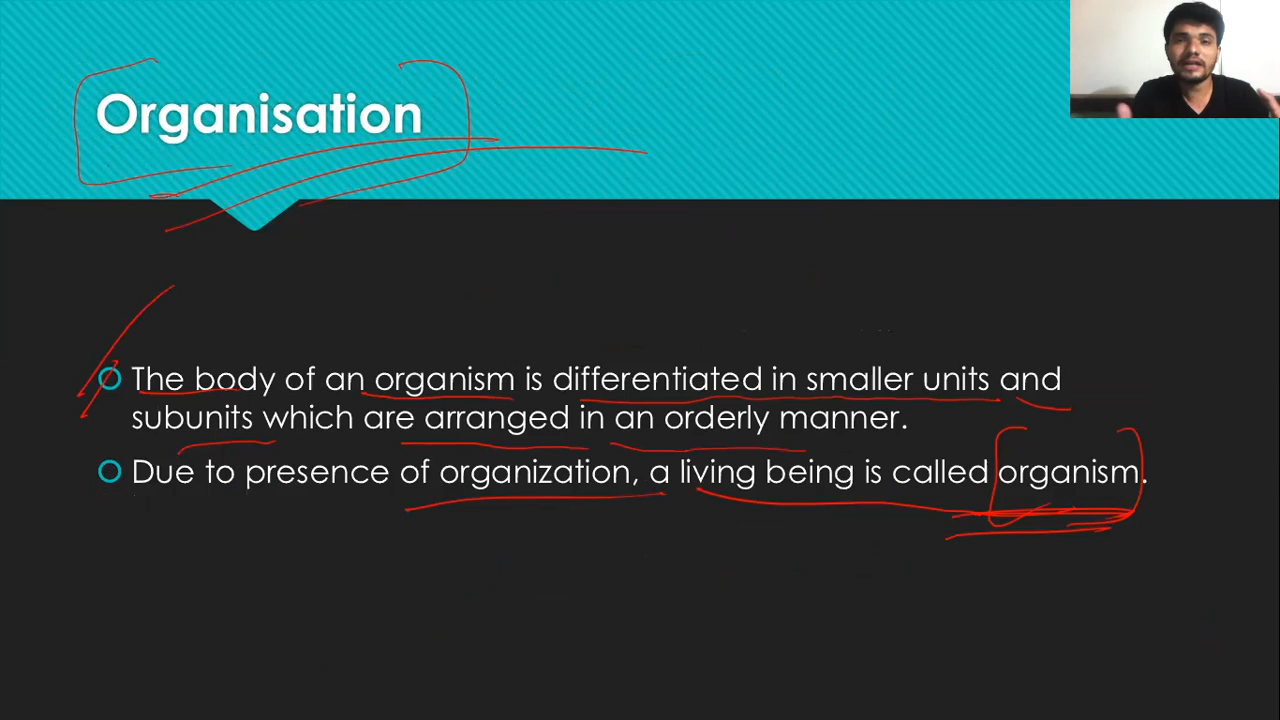 Organisation
The body of an organism is differentiated in smaller units and
subunits which are arranged in an orderly manner.
Due to presence of organization, a living being is called organism.